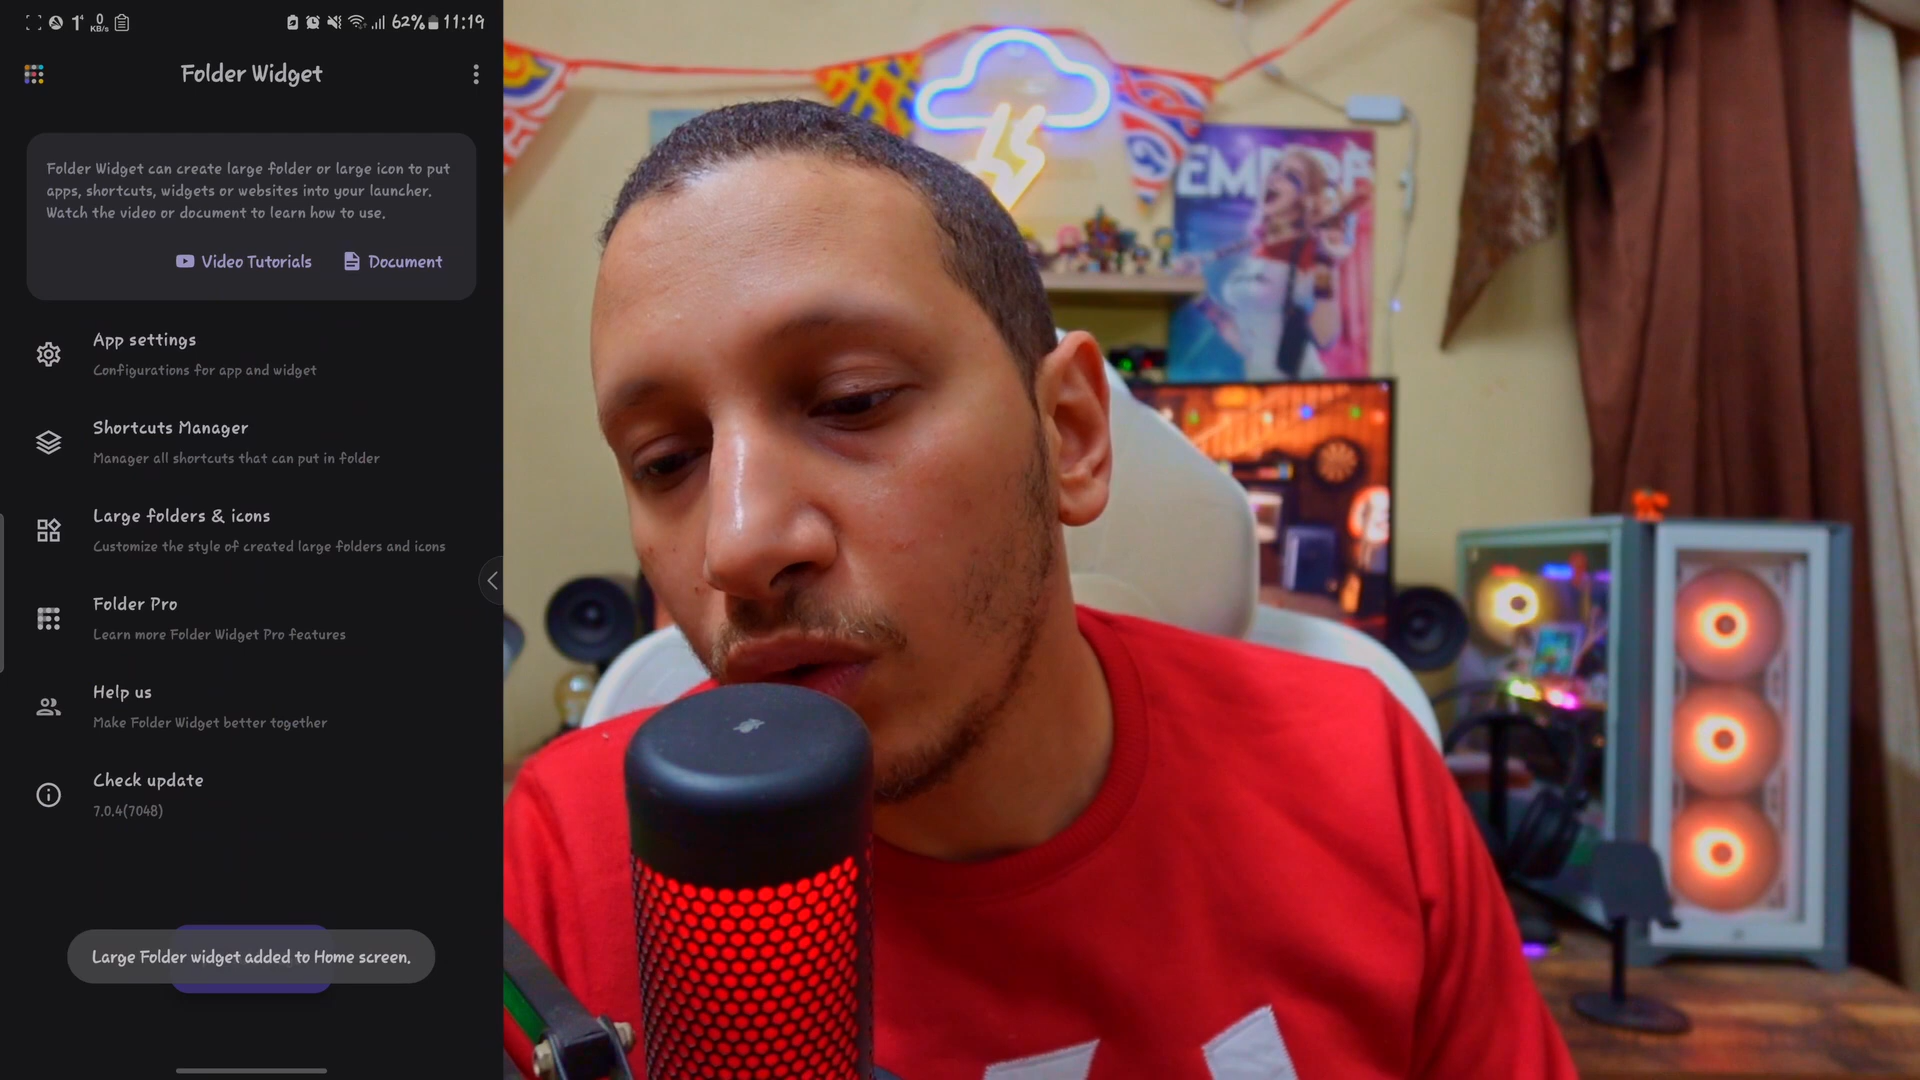 0
KB/s
62%
11:19
Folder Widget
Folder Widget can create large folder or large icon to put
apps, shortcuts, widgets or websites into your launcher.
Watch the video or document to learn how to use.
Video Tutorials
Document
App settings
Configurations for app and widget
Shortcuts Manager
Manager all shortcuts that can put in folder
Large folders & icons
Customize the style of created large folders and icons
Folder Pro
Learn more Folder Widget Pro features
Help us
Make Folder Widget better together
Check update
7.0.4(7048)
Large Folder widget added to Home screen.